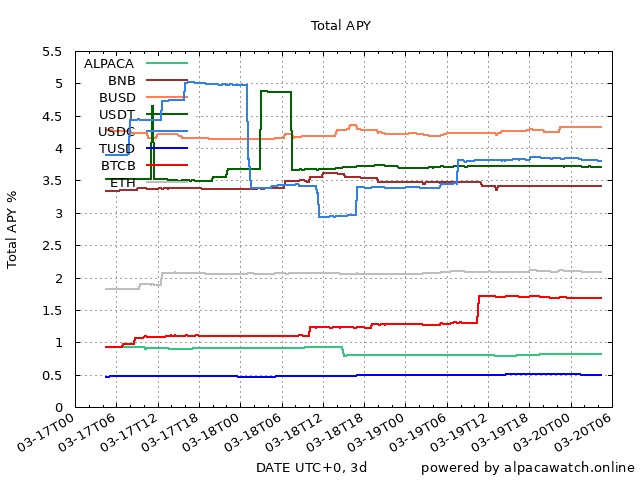 Total APY
5.5
5
4.5
4
3.5
3
2.5
2
1.5
1
0.5
0
Total APY %
ALPACA
BNB
BUSD
USDT
USDC
TUSD
BTCB
ETH
03-17T00
03-17T06
03-17T12
03-17T18
03-18T00
03-18T06
03-18T12
03-18T18
03-19T00
03-19T06
03-19T12
03-19T18
03-20T00
03-20T06
DATE UTC+0, 3d
powered by alpacawatch.online